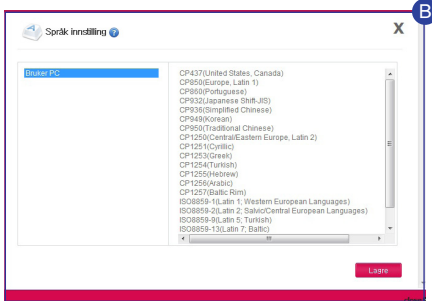 B
Språk innstilling ?
X
Bruker PC
CP437(United States, Canada)
CP850(Europe, Latin 1)
CP860(Portuguese)
CP932(Japanese Shift-JIS)
CP936(Simplified Chinese)
CP949(Korean)
CP950(Traditional Chinese)
CP1250(Central/Eastern Europe, Latin 2)
CP1251(Cyrillic)
CP1253(Greek)
CP1254(Turkish)
CP1255(Hebrew)
CP1256(Arabic)
CP1257(Baltic Rim)
ISO8859-1(Latin 1; Western European Languages)
ISO8859-2(Latin 2; Salvic/Central European Languages)
ISO8859-9(Latin 5; Turkish)
ISO8859-13(Latin 7; Baltic)
Lagre